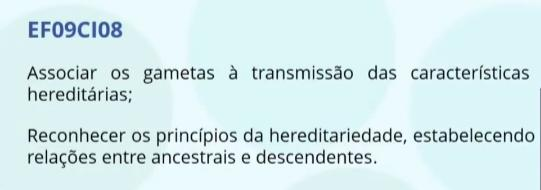 EF09CI08
Associar os gametas à transmissão das características
hereditárias;
Reconhecer os princípios da hereditariedade, estabelecendo
relações entre ancestrais e descendentes.